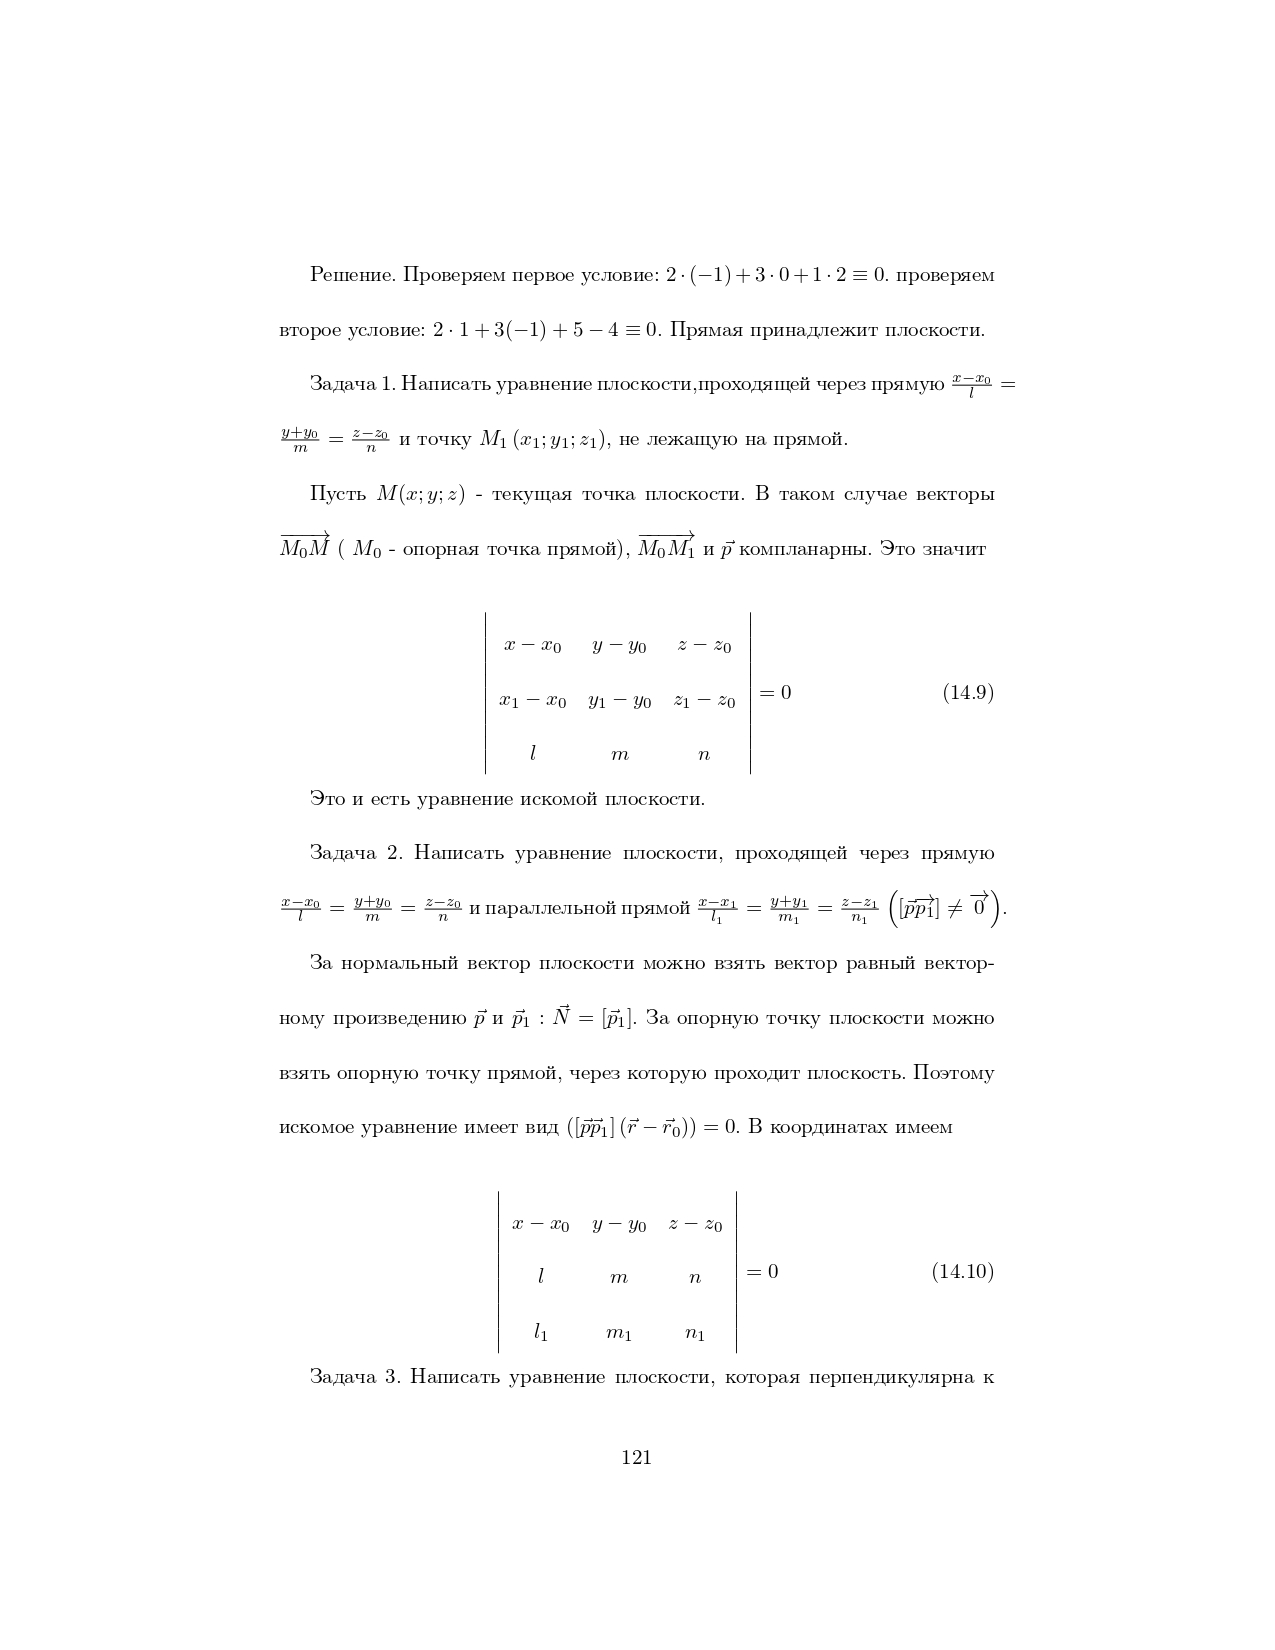 Решение. Проверяем первое условие: $2 \cdot (-1) + 3 \cdot 0 + 1 \cdot 2 \equiv 0$. проверяем
второе условие: $2 \cdot 1 + 3(-1) + 5 - 4 \equiv 0$. Прямая принадлежит плоскости.
Задача 1. Написать уравнение плоскости,проходящей через прямую $\frac{x-x_0}{l} =$
$\frac{y+y_0}{m} = \frac{z-z_0}{n}$ и точку $M_1 (x_1; y_1; z_1)$, не лежащую на прямой.
Пусть $M(x; y; z)$ - текущая точка плоскости. В таком случае векторы
$\overrightarrow{M_0M}$ ( $M_0$ - опорная точка прямой), $\overrightarrow{M_0M_1}$ и $\vec{p}$ компланарны. Это значит
$$\begin{vmatrix} x - x_0 & y - y_0 & z - z_0 \\ x_1 - x_0 & y_1 - y_0 & z_1 - z_0 \\ l & m & n \end{vmatrix} = 0 \quad (14.9)$$
Это и есть уравнение искомой плоскости.
Задача 2. Написать уравнение плоскости, проходящей через прямую
$\frac{x-x_0}{l} = \frac{y+y_0}{m} = \frac{z-z_0}{n}$ и параллельной прямой $\frac{x-x_1}{l_1} = \frac{y+y_1}{m_1} = \frac{z-z_1}{n_1}$ $\left([\vec{p}\overrightarrow{p_1}] \neq \overrightarrow{0}\right)$.
За нормальный вектор плоскости можно взять вектор равный вектор-
ному произведению $\vec{p}$ и $\vec{p}_1 : \vec{N} = [\vec{p}_1]$. За опорную точку плоскости можно
взять опорную точку прямой, через которую проходит плоскость. Поэтому
искомое уравнение имеет вид $([\vec{p}\vec{p}_1] (\vec{r} - \vec{r}_0)) = 0$. В координатах имеем
$$\begin{vmatrix} x - x_0 & y - y_0 & z - z_0 \\ l & m & n \\ l_1 & m_1 & n_1 \end{vmatrix} = 0 \quad (14.10)$$
Задача 3. Написать уравнение плоскости, которая перпендикулярна к
121